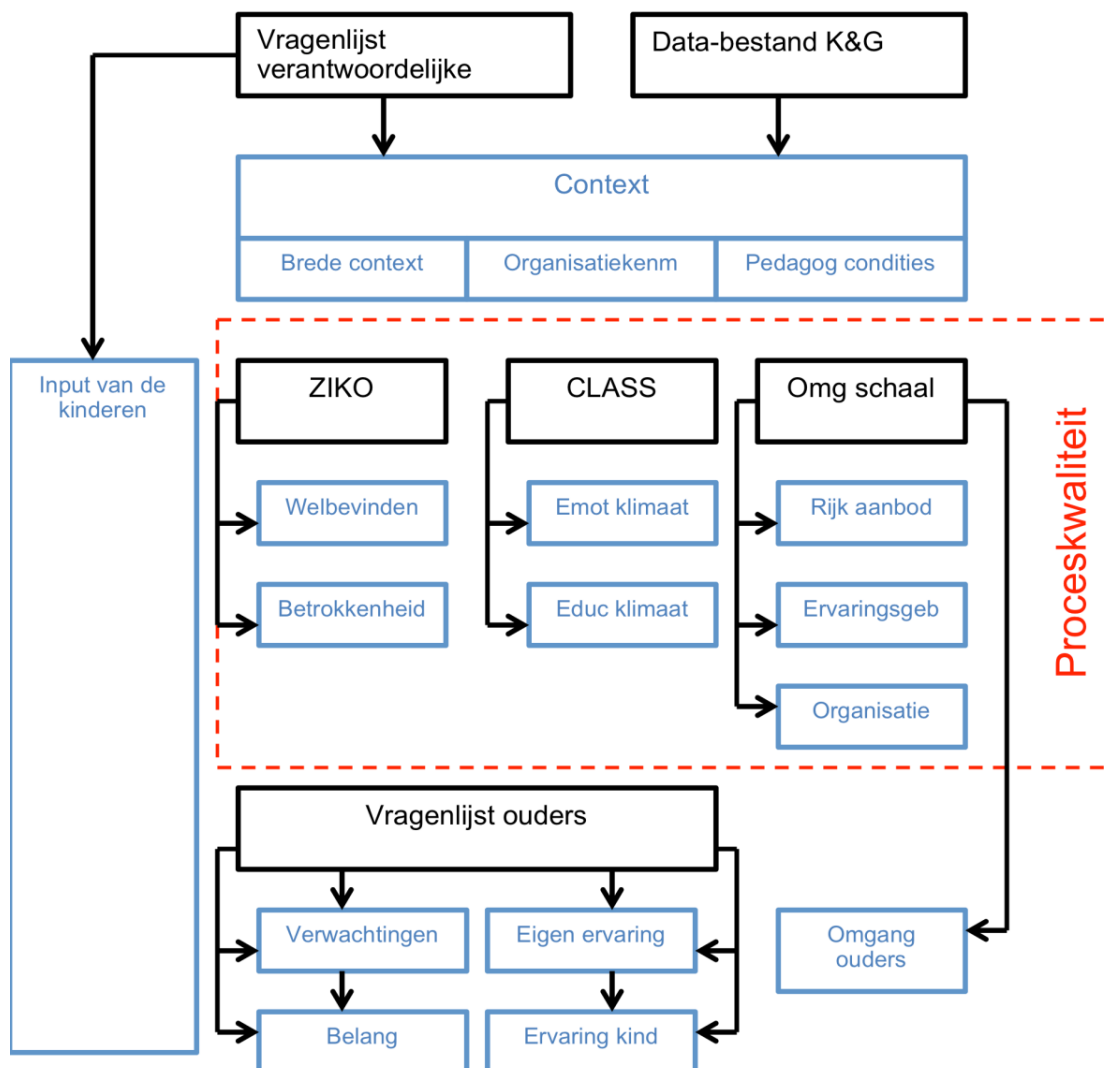 Vragenlijst
verantwoordelijke
Data-bestand K&G
Context
Brede context
Organisatiekenm
Pedagog condities
Input van de
kinderen
ZIKO
CLASS
Omg schaal
Welbevinden
Emot klimaat
Rijk aanbod
Betrokkenheid
Educ klimaat
Ervaringsgeb
Organisatie
Proceskwaliteit
Vragenlijst ouders
Verwachtingen
Eigen ervaring
Omgang
ouders
Belang
Ervaring kind